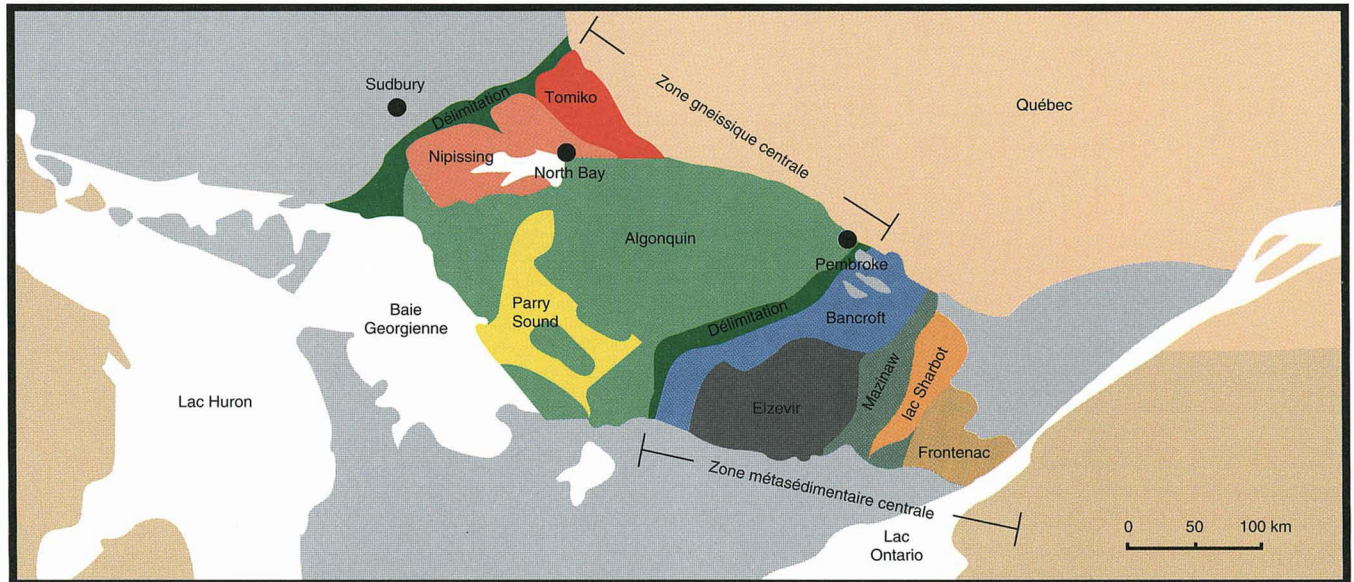 Sudbury
Délimitation
Tomiko
Zone gneissique centrale
Québec
Nipissing
North Bay
Algonquin
Pembroke
Baie
Georgienne
Parry
Sound
Délimitation
Bancroft
Lac Huron
Elzevir
Mazinaw
lac Sharbot
Frontenac
Zone métasédimentaire centrale
Lac
Ontario
0 50 100 km